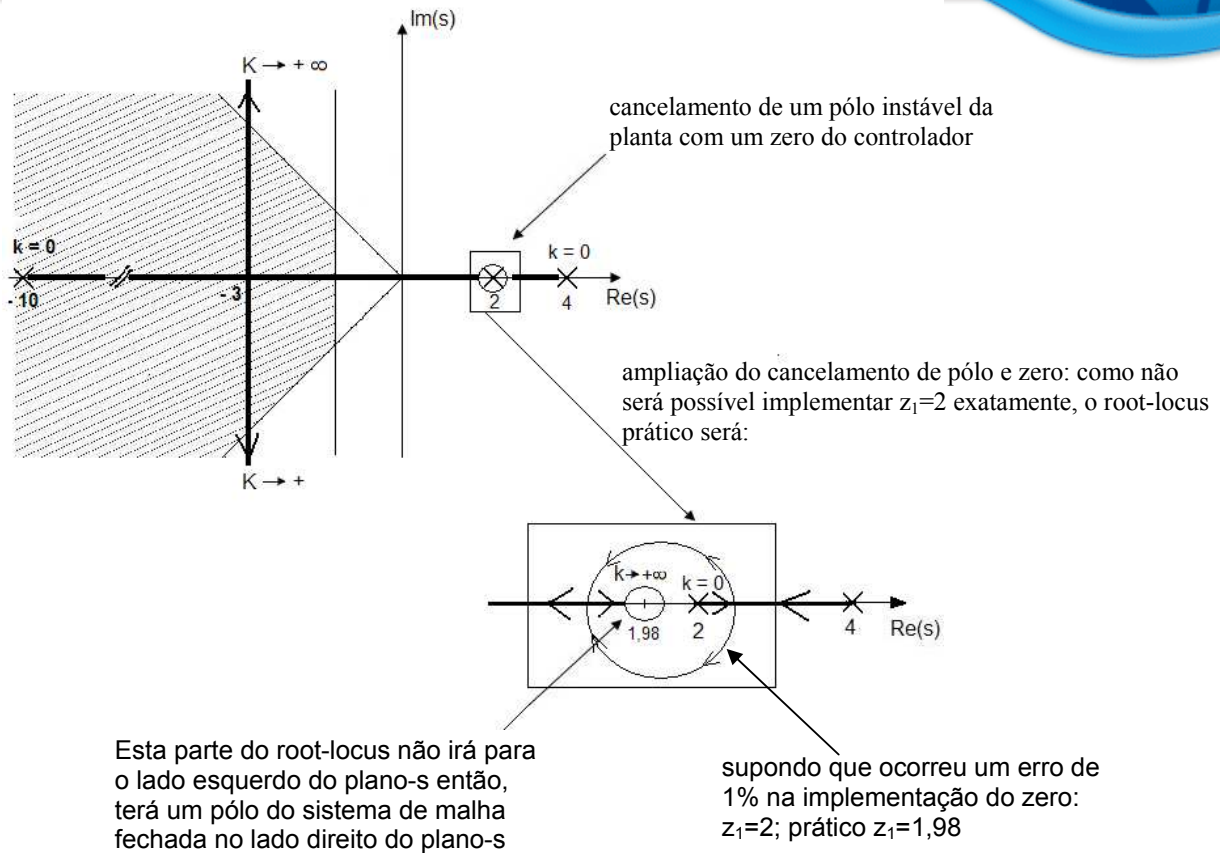 Im(s)
K → + ∞
cancelamento de um pólo instável da
planta com um zero do controlador
k = 0
k = 0
- 10
- 3
2
4
Re(s)
ampliação do cancelamento de pólo e zero: como não
será possível implementar z₁=2 exatamente, o root-locus
prático será:
K → +
k→+∞
k = 0
1,98
2
4
Re(s)
Esta parte do root-locus não irá para
o lado esquerdo do plano-s então,
terá um pólo do sistema de malha
fechada no lado direito do plano-s
supondo que ocorreu um erro de
1% na implementação do zero:
z₁=2; prático z₁=1,98